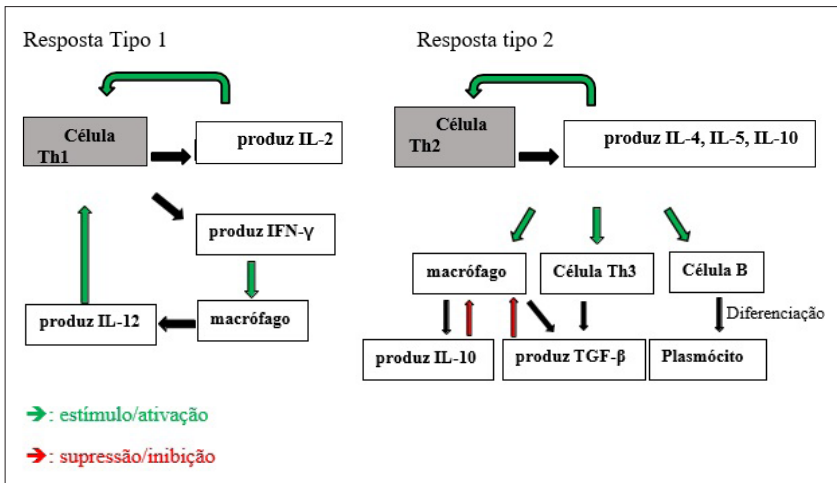 Resposta Tipo 1
Célula
Th1
produz IL-2
produz IFN-γ
produz IL-12
macrófago
Resposta tipo 2
Célula
Th2
produz IL-4, IL-5, IL-10
macrófago
Célula Th3
Célula B
Diferenciação
produz IL-10
produz TGF-β
Plasmócito
➔: estímulo/ativação
➔: supressão/inibição